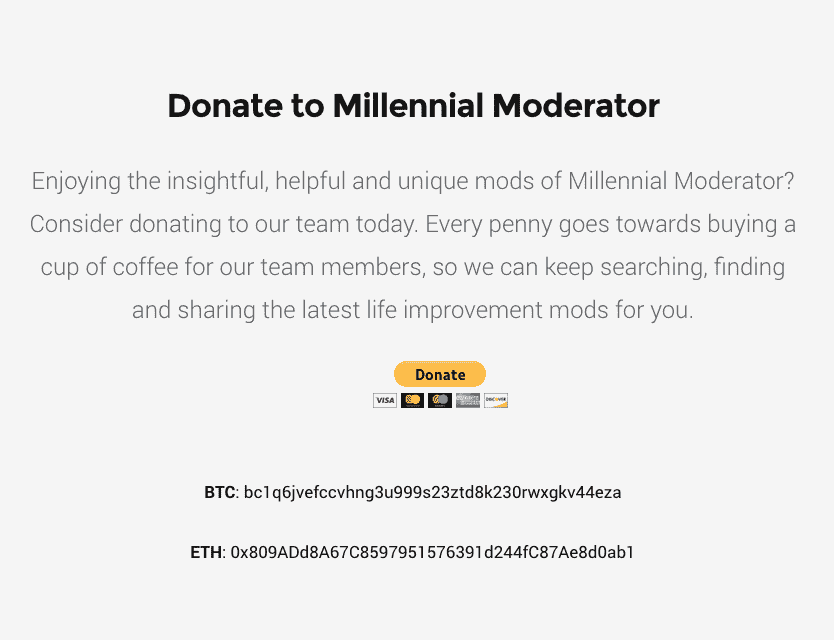 Donate to Millennial Moderator
Enjoying the insightful, helpful and unique mods of Millennial Moderator?
Consider donating to our team today. Every penny goes towards buying a
cup of coffee for our team members, so we can keep searching, finding
and sharing the latest life improvement mods for you.
Donate
VISA DISCOVER
BTC: bc1q6jvefccvhng3u999s23ztd8k230rwxgkv44eza
ETH: 0x809ADd8A67C8597951576391d244fC87Ae8d0ab1